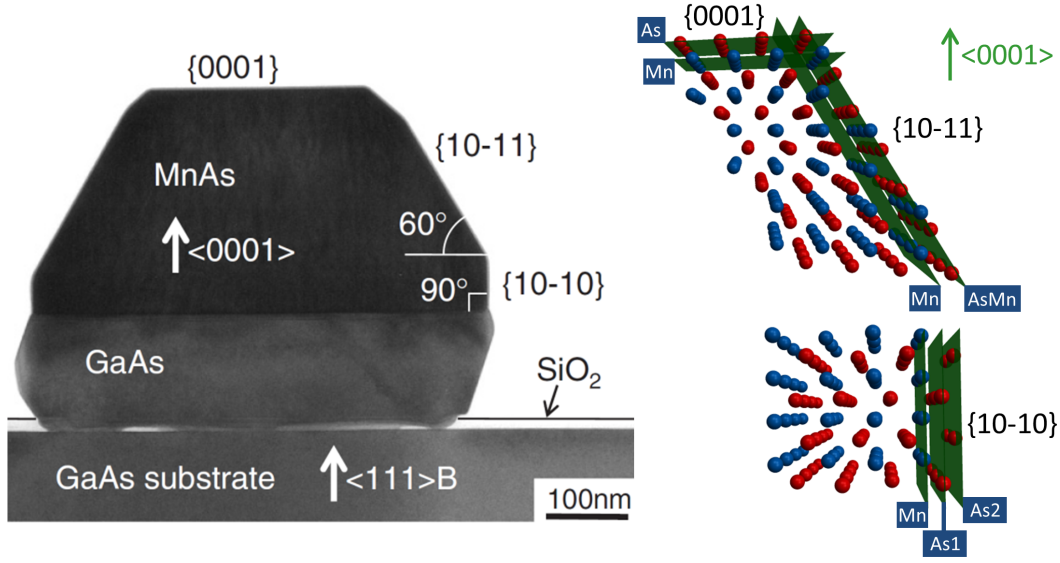 {0001}
{10-11}
MnAs
<0001>
60°
90°
{10-10}
GaAs
SiO2
GaAs substrate
<111>B
100nm
As
{0001}
Mn
<0001>
{10-11}
Mn
AsMn
{10-10}
Mn
As1
As2